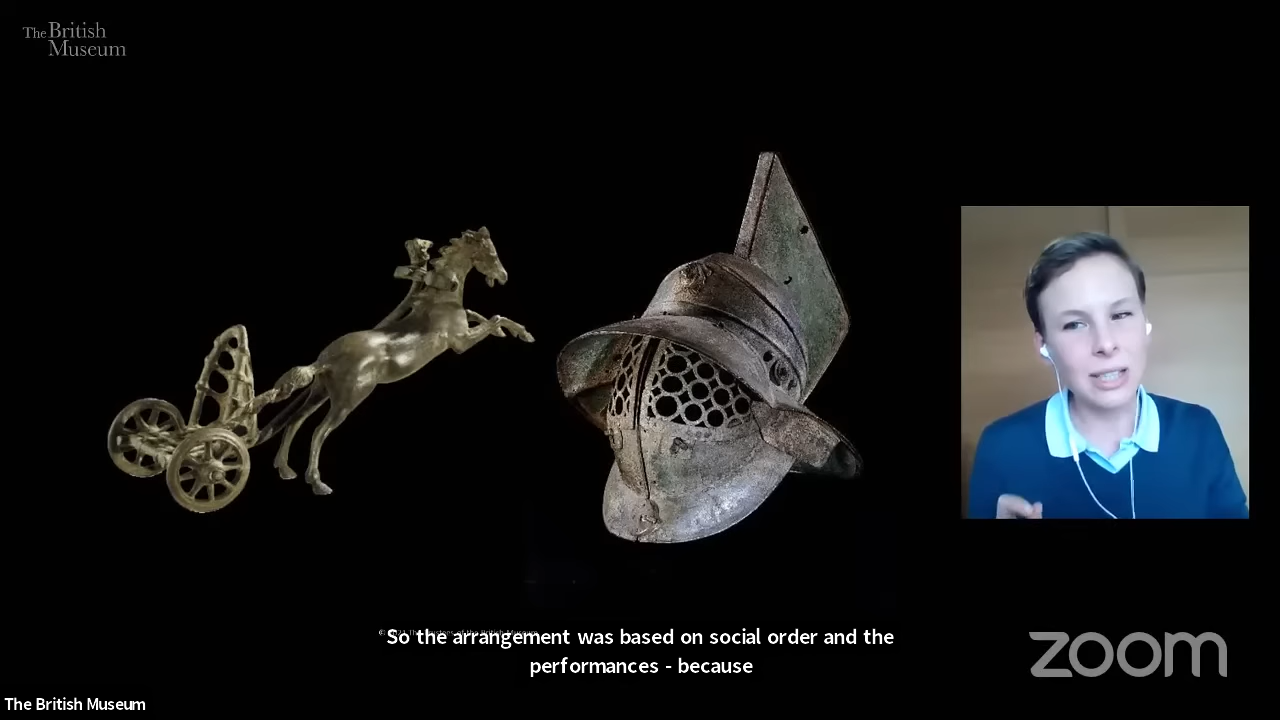 The British
Museum
So the arrangement was based on social order and the
performances - because
zoom
The British Museum